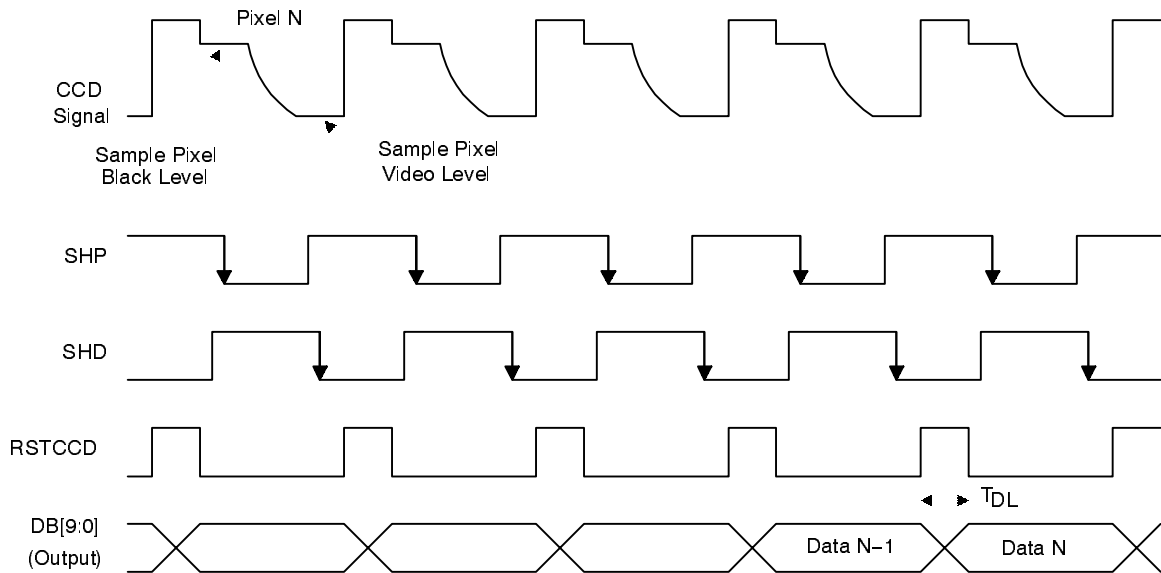 Pixel N
CCD
Signal
Sample Pixel
Black Level
Sample Pixel
Video Level
SHP
SHD
RSTCCD
TDL
DB[9:0]
(Output)
Data N−1
Data N